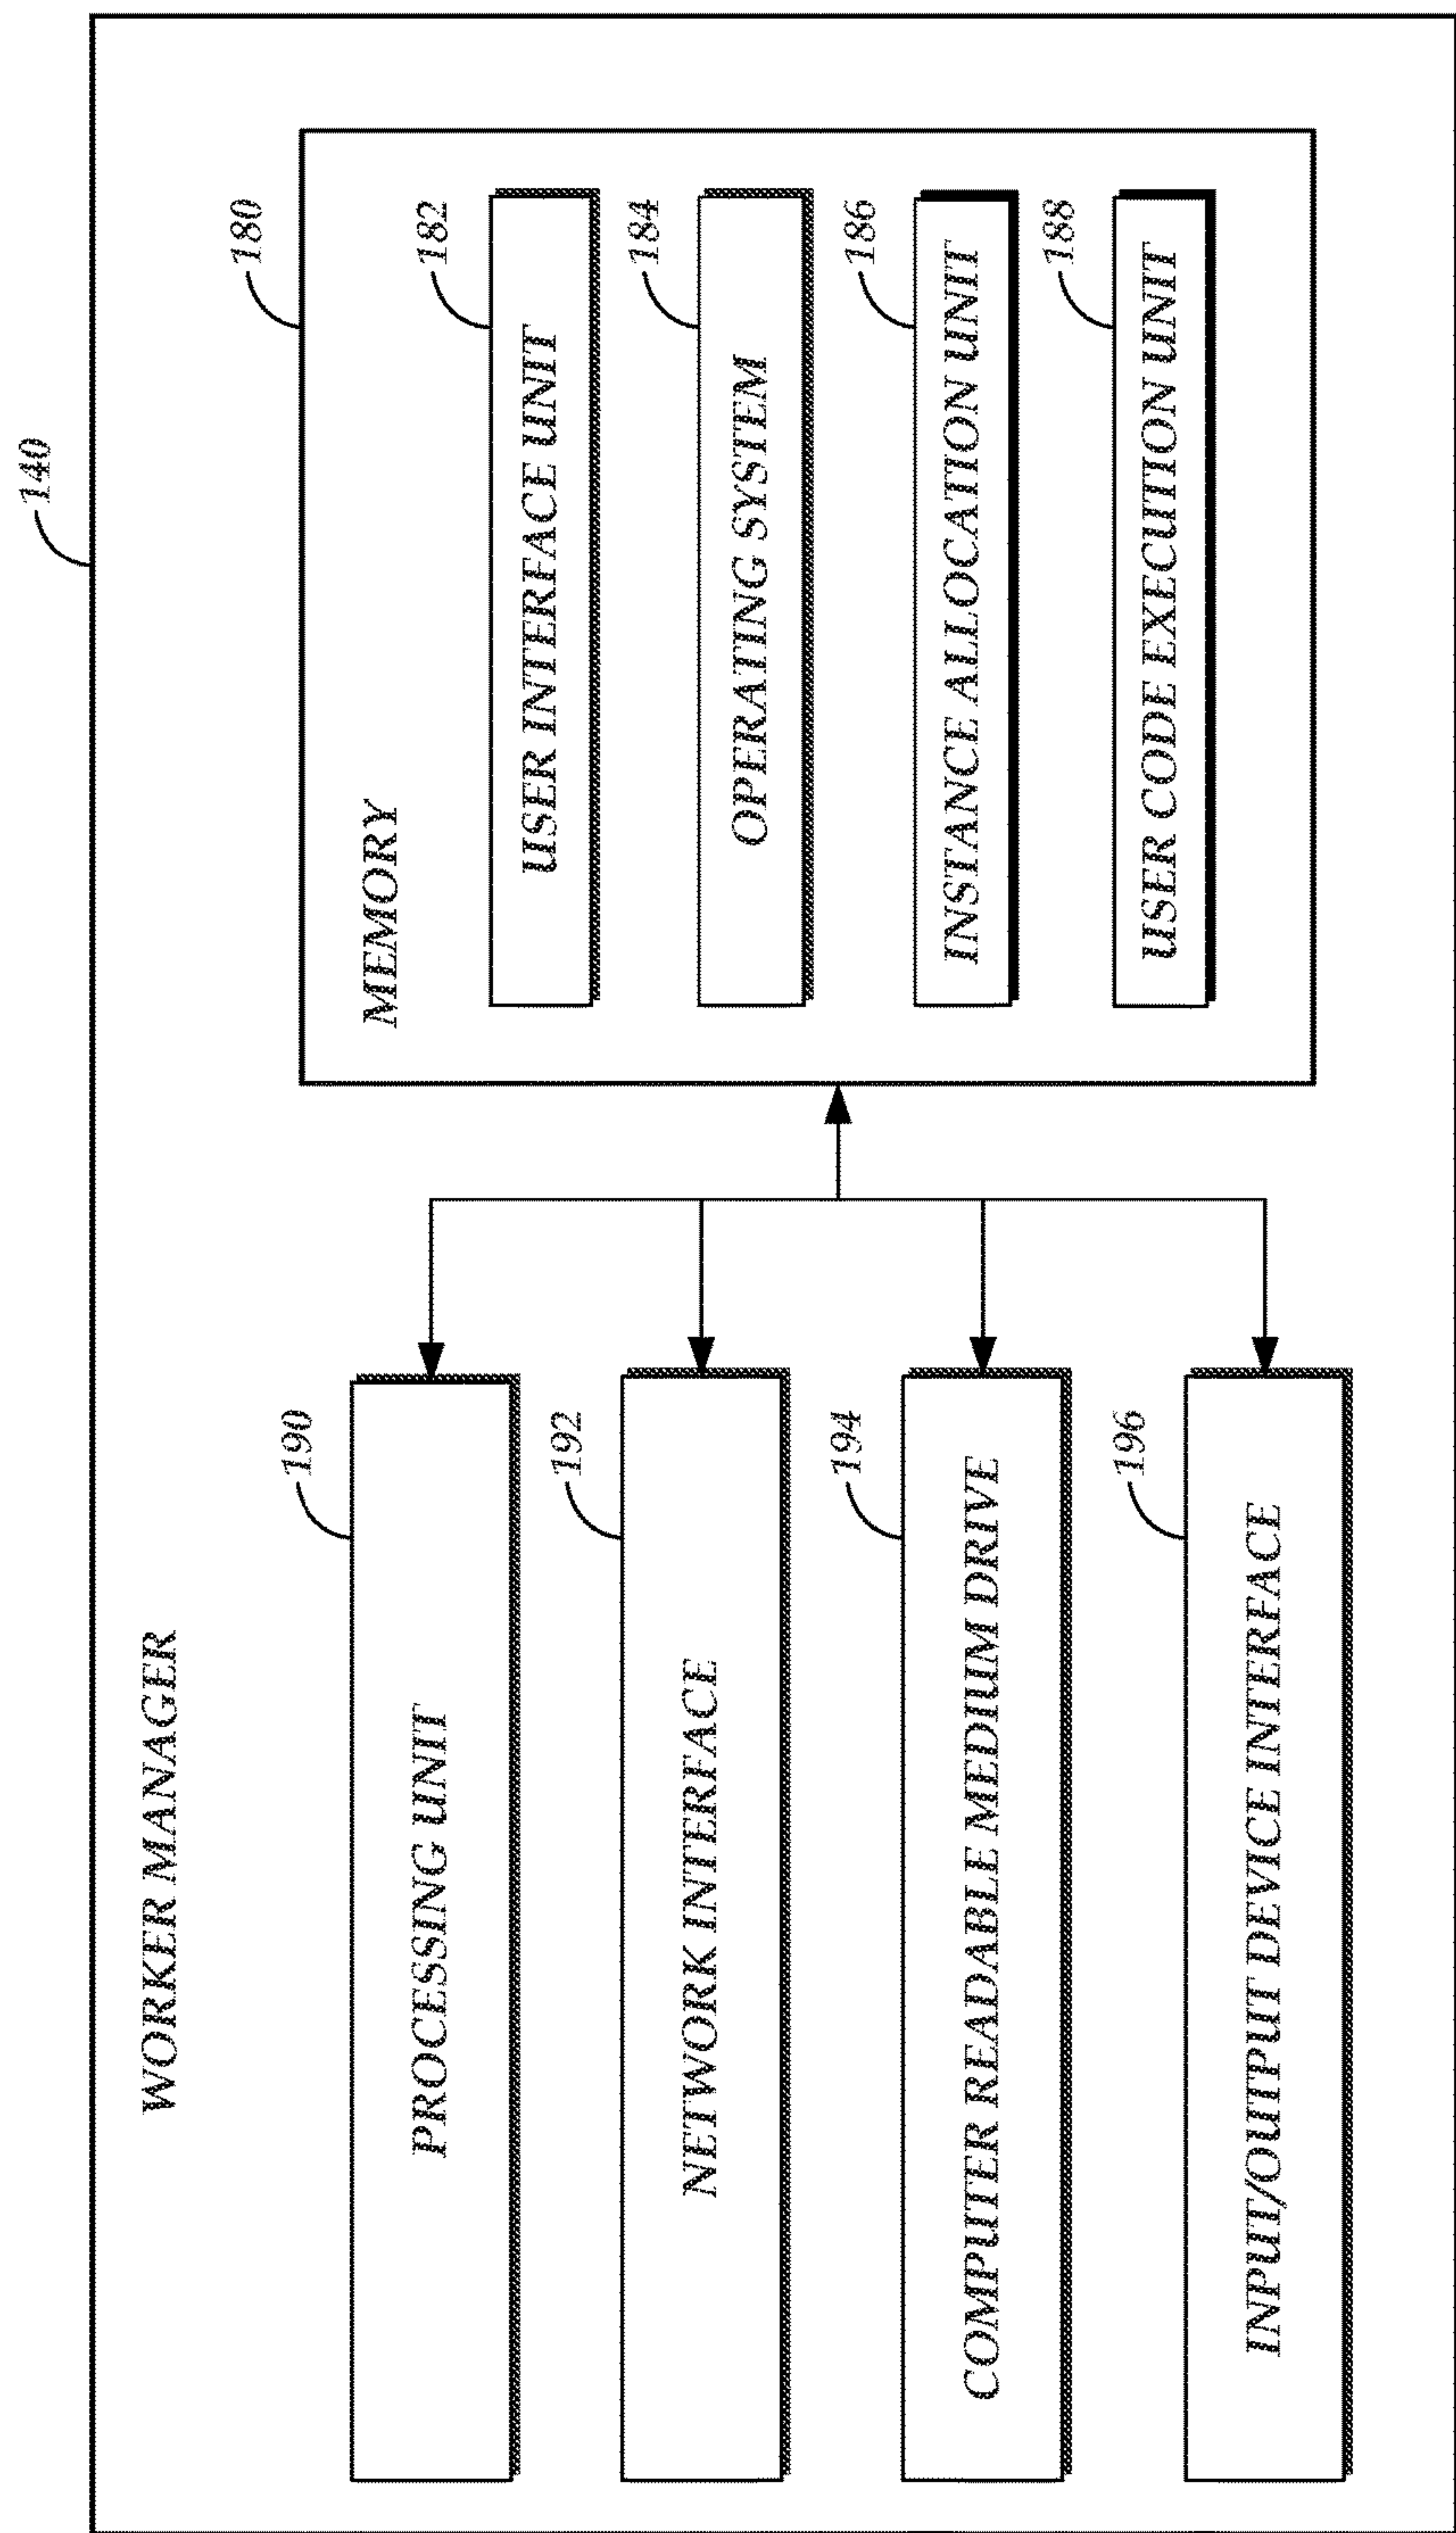 140
WORKER MANAGER
190
PROCESSING UNIT
192
NETWORK INTERFACE
194
COMPUTER READABLE MEDIUM DRIVE
196
INPUT/OUTPUT DEVICE INTERFACE
180
MEMORY
182
USER INTERFACE UNIT
184
OPERATING SYSTEM
186
INSTANCE ALLOCATION UNIT
188
USER CODE EXECUTION UNIT